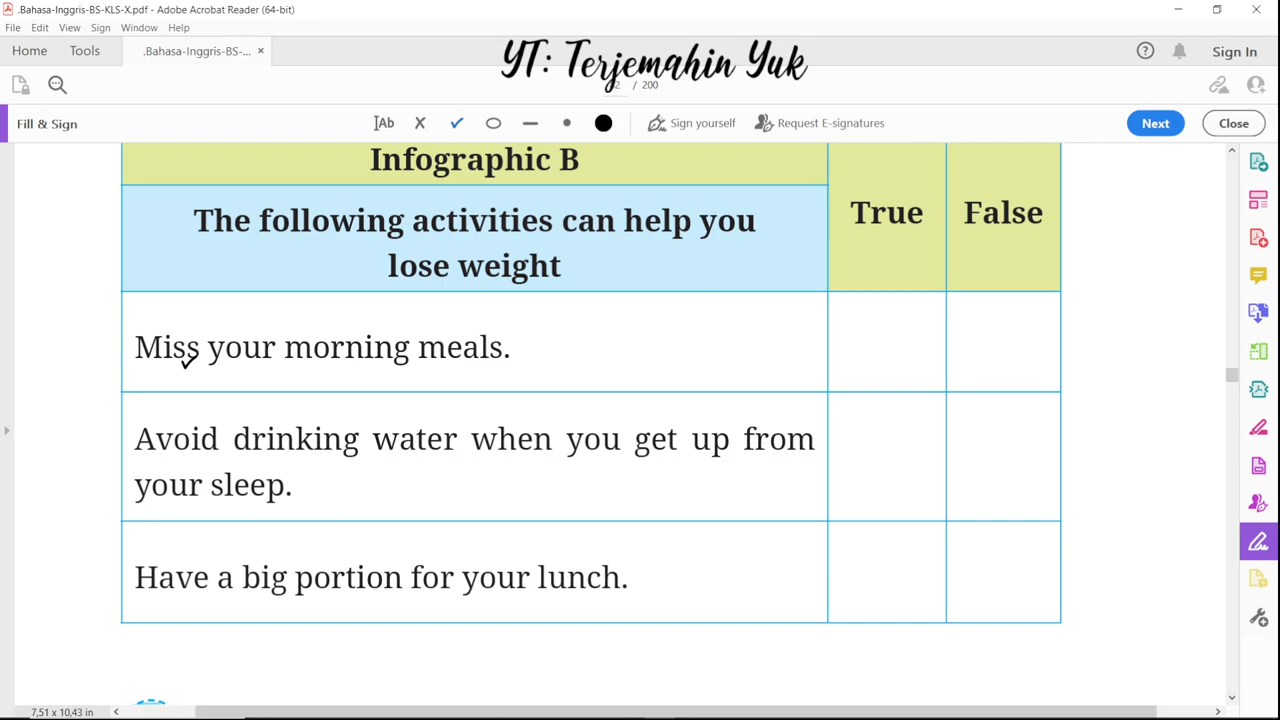 .Bahasa-Inggris-BS-KLS-X.pdf - Adobe Acrobat Reader (64-bit)
File Edit View Sign Window Help
Home Tools .Bahasa-Inggris-BS-... × Sign In
YT: Terjemahin Yuk
2 / 200
Fill & Sign Ab Sign yourself Request E-signatures Next Close
Infographic B
The following activities can help you
lose weight
True False
Miss your morning meals.
Avoid drinking water when you get up from
your sleep.
Have a big portion for your lunch.
7,51 x 10,43 in